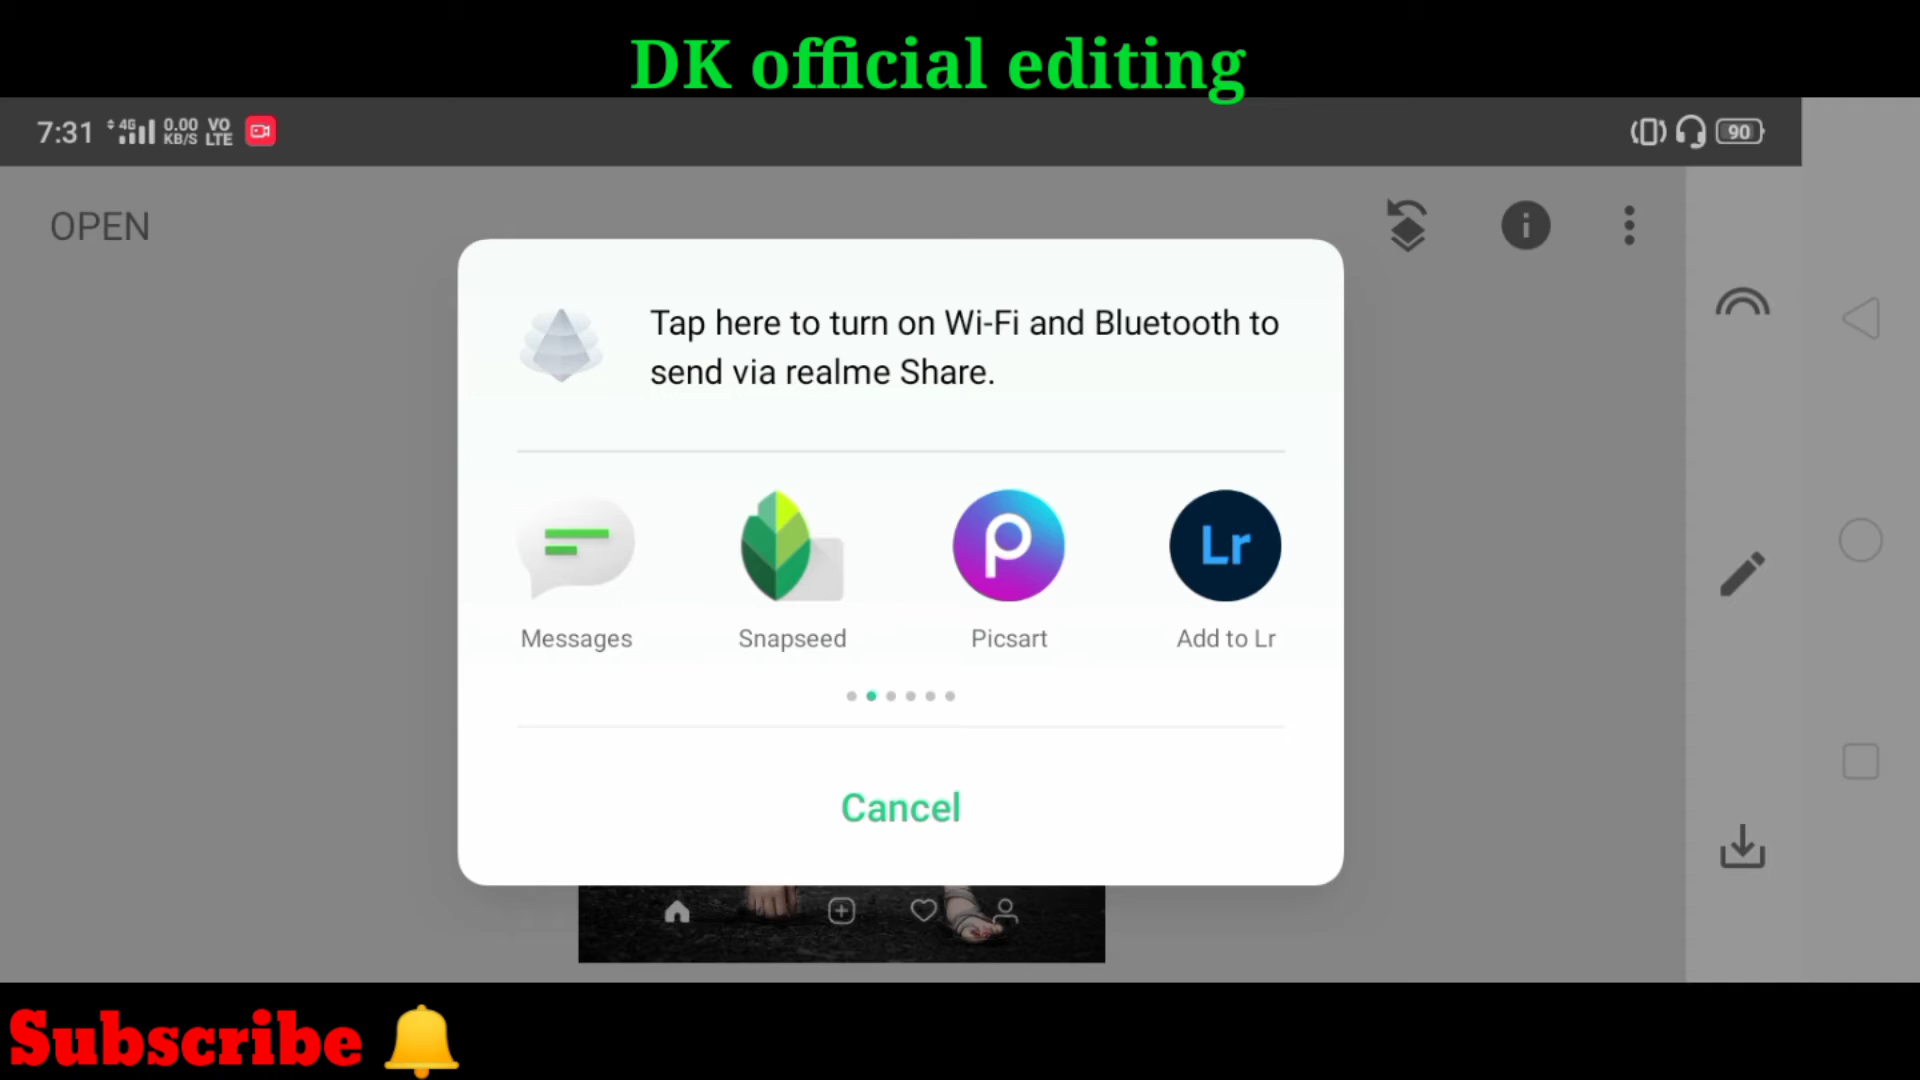 DK official editing
7:31 4G 0.00 KB/S VO LTE 90
OPEN
Tap here to turn on Wi-Fi and Bluetooth to
send via realme Share.
Lr
Messages Snapseed Picsart Add to Lr
Cancel
Subscribe